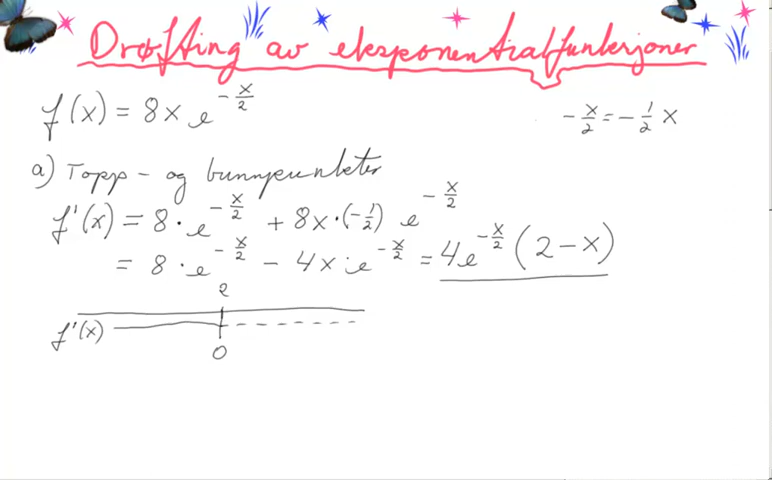 Drøfting av eksponentialfunksjoner
f(x) = 8x e^{-x/2}
-x/2 = -1/2 x
a) Topp- og bunnpunkter
f'(x) = 8 · e^{-x/2} + 8x · (-1/2) e^{-x/2}
= 8 · e^{-x/2} - 4x · e^{-x/2} = 4e^{-x/2} (2 - x)
2
f'(x)
0